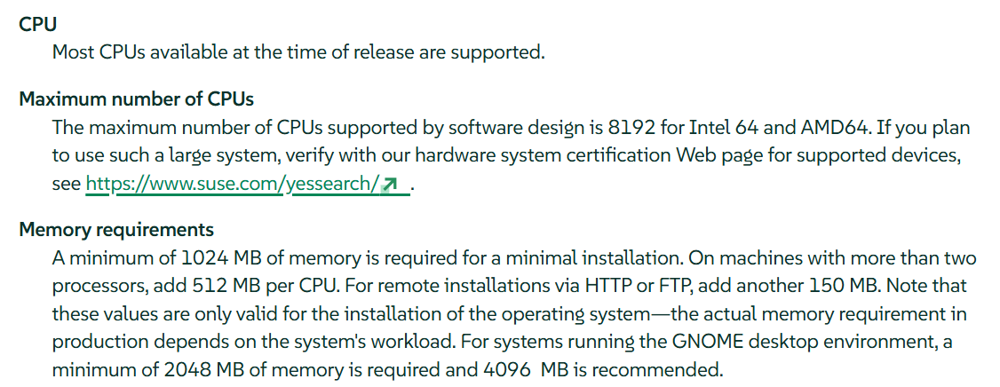 CPU
Most CPUs available at the time of release are supported.
Maximum number of CPUs
The maximum number of CPUs supported by software design is 8192 for Intel 64 and AMD64. If you plan
to use such a large system, verify with our hardware system certification Web page for supported devices,
see https://www.suse.com/yessearch/ .
Memory requirements
A minimum of 1024 MB of memory is required for a minimal installation. On machines with more than two
processors, add 512 MB per CPU. For remote installations via HTTP or FTP, add another 150 MB. Note that
these values are only valid for the installation of the operating system—the actual memory requirement in
production depends on the system's workload. For systems running the GNOME desktop environment, a
minimum of 2048 MB of memory is required and 4096  MB is recommended.